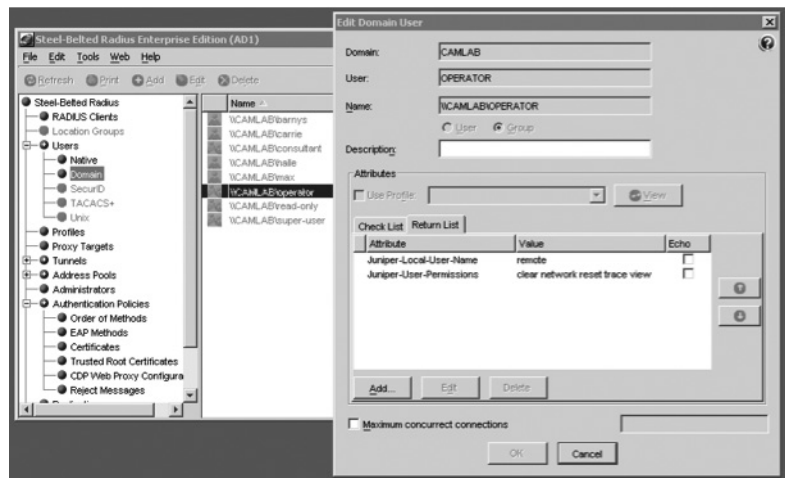 Steel-Belted Radius Enterprise Edition (AD1)
File Edit Tools Web Help
Refresh Print Add Edit Delete
Steel-Belted Radius
RADIUS Clients
Location Groups
Users
Native
Domain
SecurID
TACACS+
Unix
Profiles
Proxy Targets
Tunnels
Address Pools
Administrators
Authentication Policies
Order of Methods
EAP Methods
Certificates
Trusted Root Certificates
CDP Web Proxy Configura
Reject Messages
Name
\\CAMLAB\barnys
\\CAMLAB\carrie
\\CAMLAB\consultant
\\CAMLAB\halle
\\CAMLAB\max
\\CAMLAB\operator
\\CAMLAB\read-only
\\CAMLAB\super-user
Edit Domain User
Domain: CAMLAB
User: OPERATOR
Name: \\CAMLAB\OPERATOR
User Group
Description:
Attributes
Use Profile: View
Check List Return List
Attribute Value Echo
Juniper-Local-User-Name remote
Juniper-User-Permissions clear network reset trace view
Add... Edit Delete
Maximum concurrect connections
OK Cancel